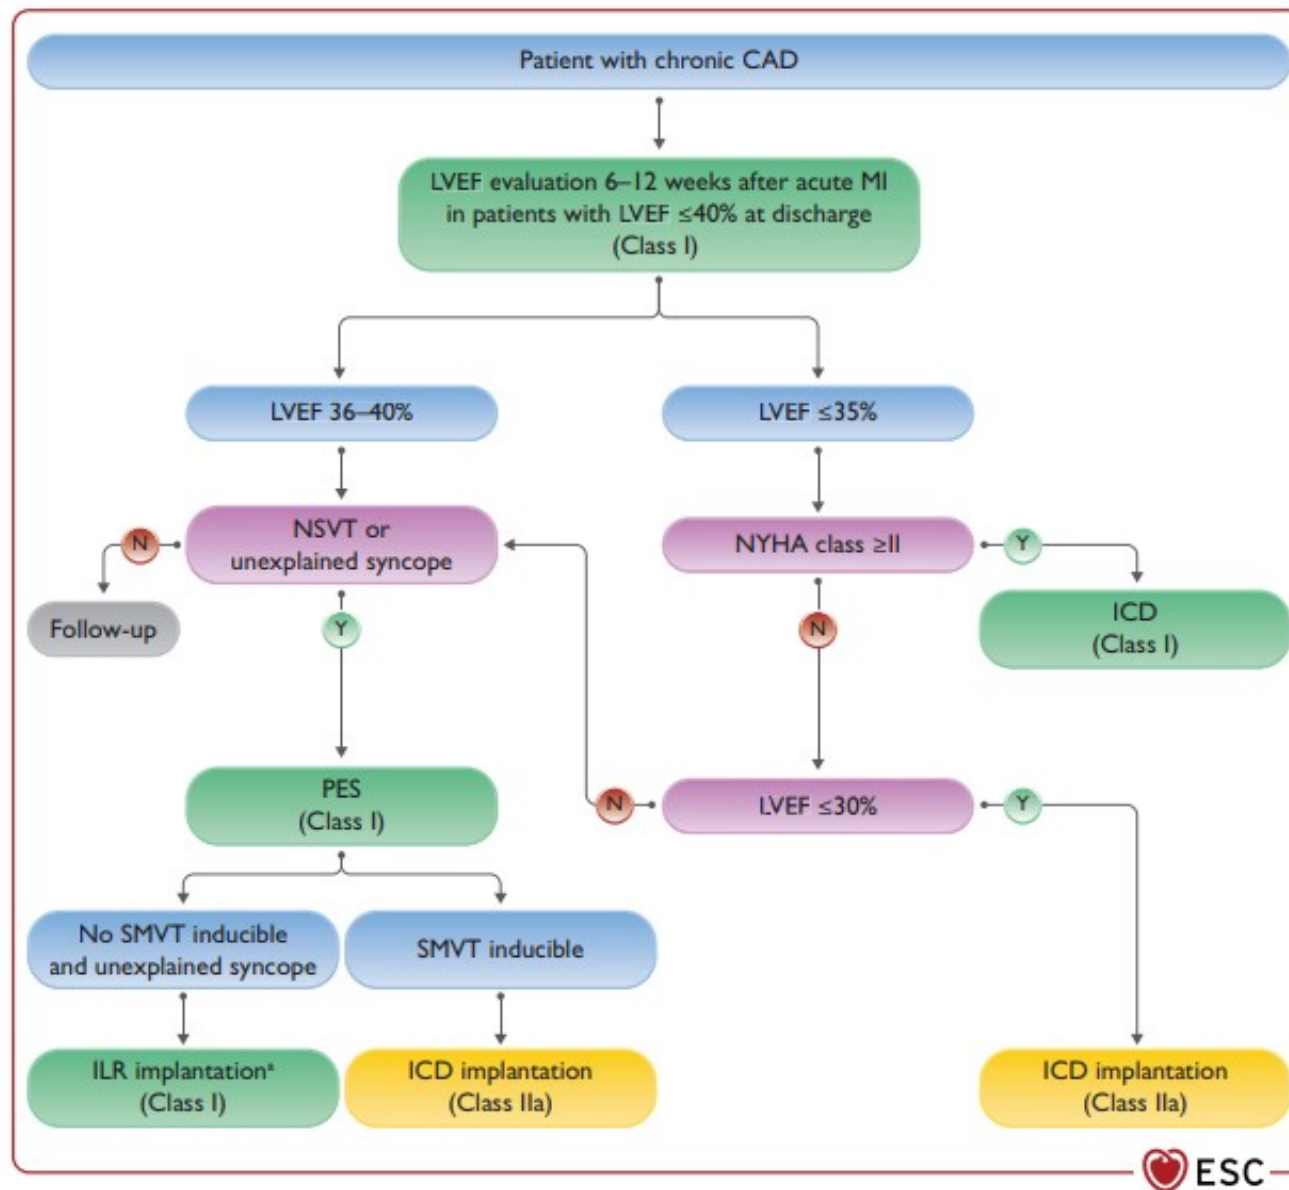 Patient with chronic CAD
LVEF evaluation 6–12 weeks after acute MI
in patients with LVEF ≤40% at discharge
(Class I)
LVEF 36–40%
LVEF ≤35%
NSVT or
unexplained syncope
N
NYHA class ≥II
Y
Follow-up
Y
N
ICD
(Class I)
PES
(Class I)
N
LVEF ≤30%
Y
No SMVT inducible
and unexplained syncope
SMVT inducible
ILR implantationᵃ
(Class I)
ICD implantation
(Class IIa)
ICD implantation
(Class IIa)
ESC